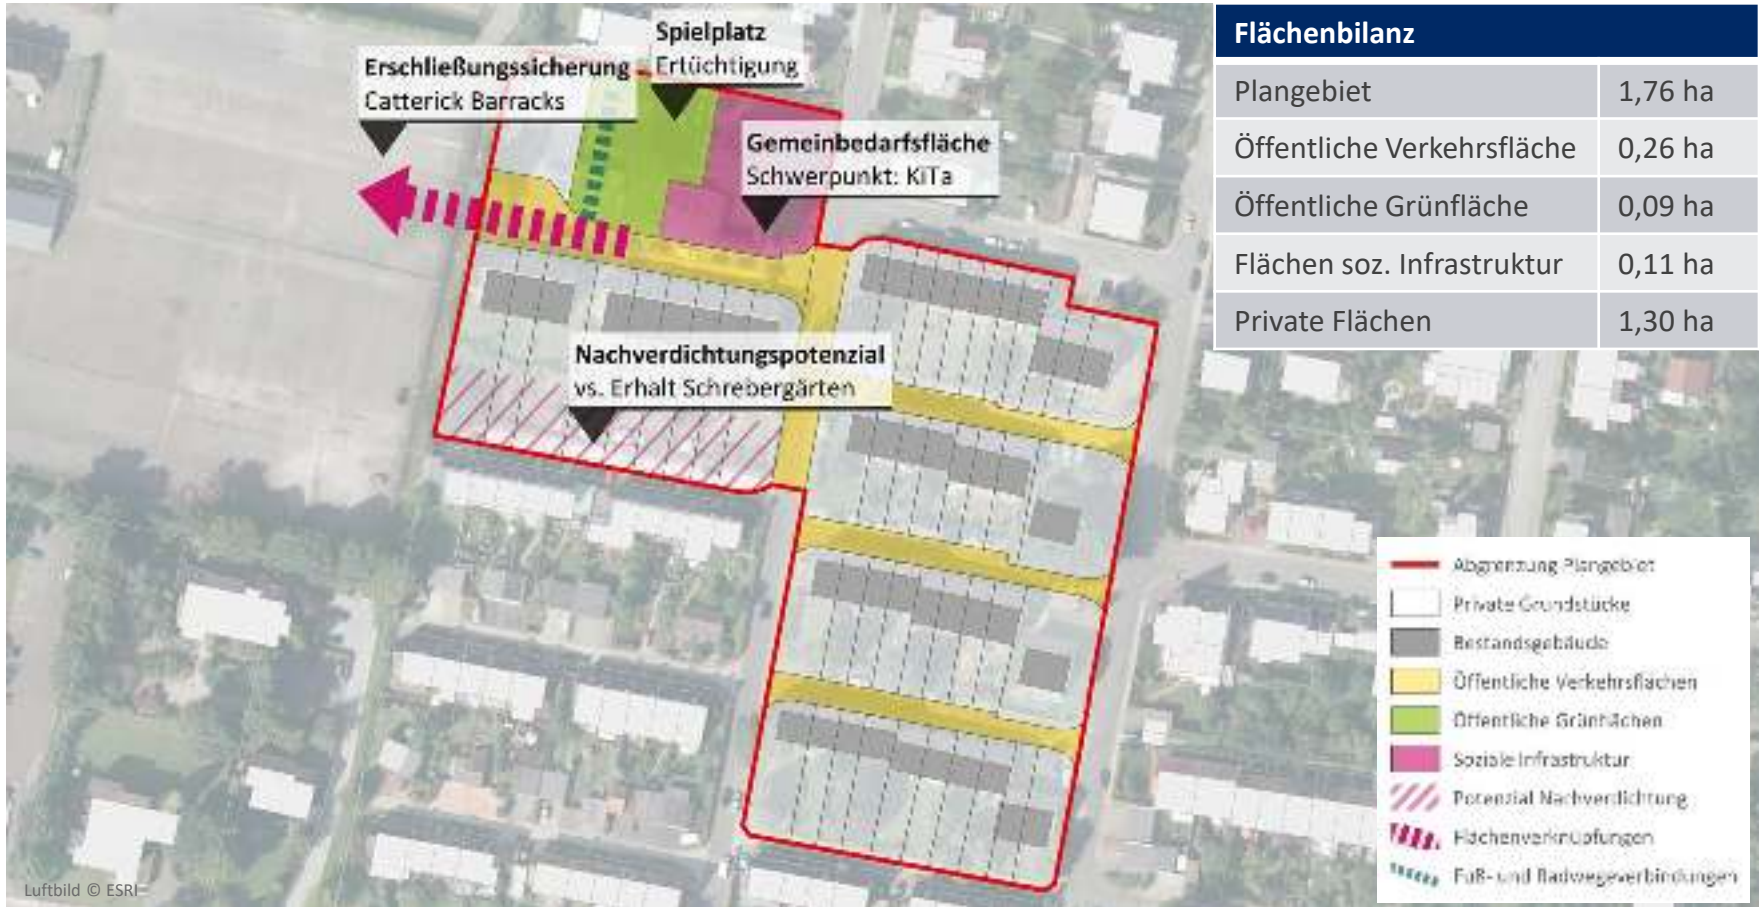 Spielplatz
Ertüchtigung
Erschließungssicherung
Catterick Barracks
Gemeinbedarfsfläche
Schwerpunkt: KiTa
Nachverdichtungspotenzial
vs. Erhalt Schrebergärten
Flächenbilanz
Plangebiet 1,76 ha
Öffentliche Verkehrsfläche 0,26 ha
Öffentliche Grünfläche 0,09 ha
Flächen soz. Infrastruktur 0,11 ha
Private Flächen 1,30 ha
Abgrenzung Plangebiet
Private Grundstücke
Bestandsgebäude
Öffentliche Verkehrsflächen
Öffentliche Grünflächen
Soziale Infrastruktur
Potenzial Nachverdichtung
Flächenverknüpfungen
Fuß- und Radwegeverbindungen
Luftbild © ESRI